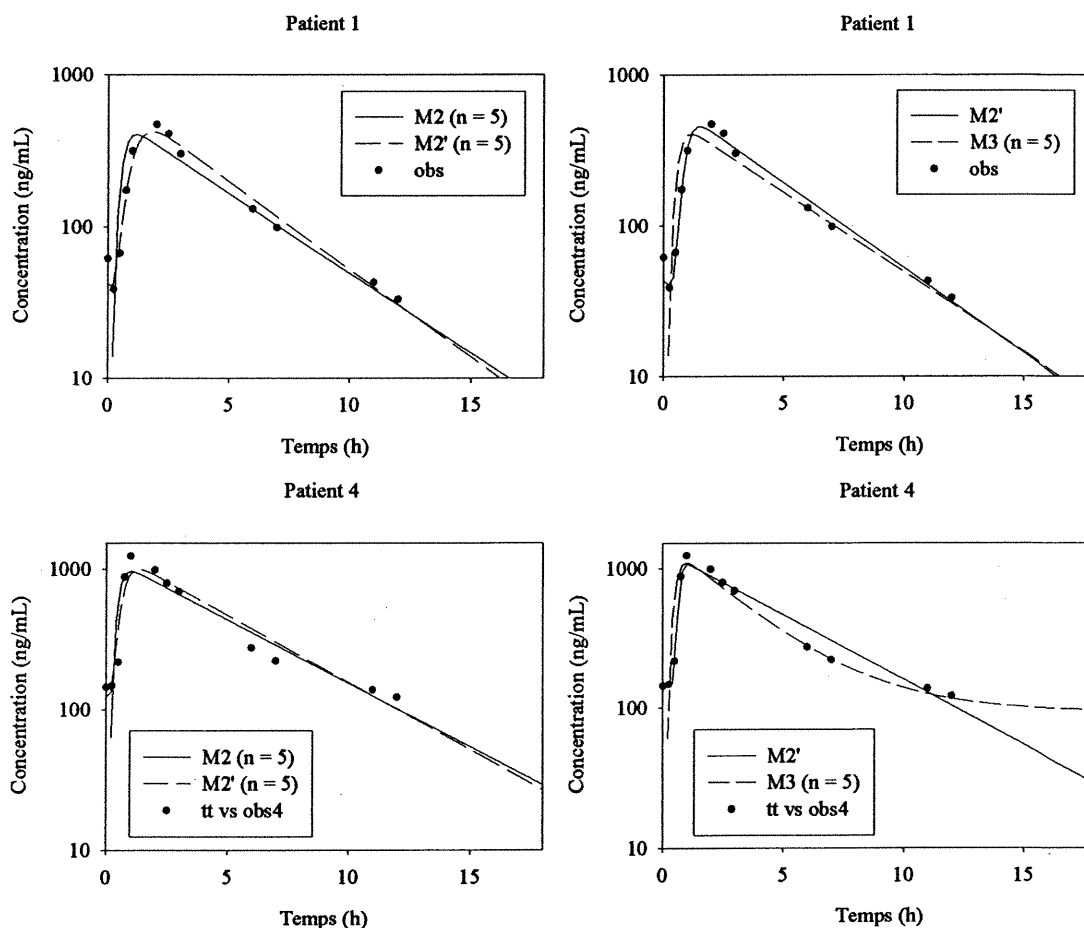 Patient 1
Concentration (ng/mL)
1000
100
10
M2 (n = 5)
M2' (n = 5)
obs
0 5 10 15
Temps (h)
Patient 1
Concentration (ng/mL)
1000
100
10
M2'
M3 (n = 5)
obs
0 5 10 15
Temps (h)
Patient 4
Concentration (ng/mL)
1000
100
10
M2 (n = 5)
M2' (n = 5)
tt vs obs4
0 5 10 15
Temps (h)
Patient 4
Concentration (ng/mL)
1000
100
10
M2'
M3 (n = 5)
tt vs obs4
0 5 10 15
Temps (h)